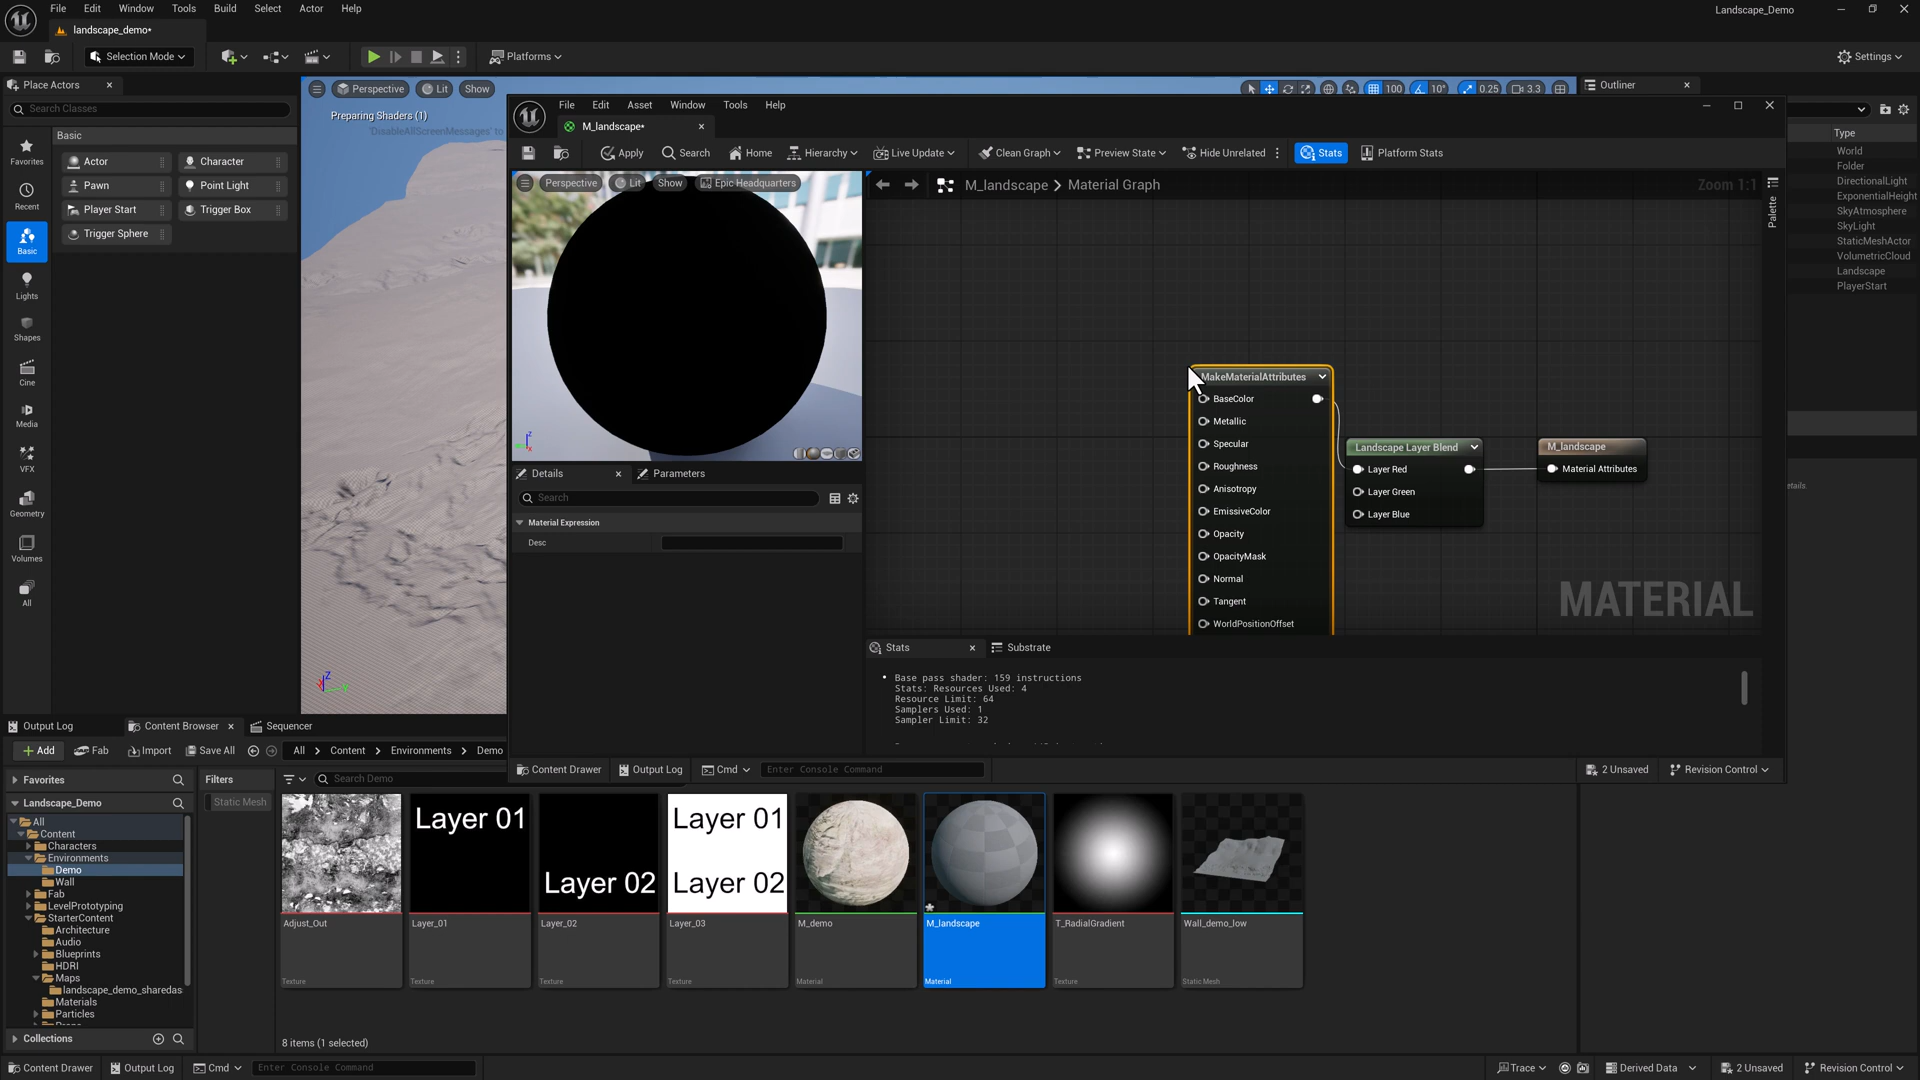 File Edit Window Tools Build Select Actor Help
Landscape_Demo
landscape_demo*
Selection Mode
Platforms
Settings
Place Actors
Search Classes
Basic
Actor
Character
Pawn
Point Light
Player Start
Trigger Box
Trigger Sphere
Favorites
Recent
Basic
Lights
Shapes
Cine
Media
VFX
Geometry
Volumes
All
Perspective
Lit
Show
Preparing Shaders (1)
'DisableAllScreenMessages' to
100
10°
0.25
3.3
Outliner
Type
World
Folder
DirectionalLight
ExponentialHeight
SkyAtmosphere
SkyLight
StaticMeshActor
VolumetricCloud
Landscape
PlayerStart
etails.
File Edit Asset Window Tools Help
M_landscape*
Apply
Search
Home
Hierarchy
Live Update
Clean Graph
Preview State
Hide Unrelated
Stats
Platform Stats
Perspective
Lit
Show
Epic Headquarters
M_landscape > Material Graph
Zoom 1:1
Palette
MakeMaterialAttributes
BaseColor
Metallic
Specular
Roughness
Anisotropy
EmissiveColor
Opacity
OpacityMask
Normal
Tangent
WorldPositionOffset
Landscape Layer Blend
Layer Red
Layer Green
Layer Blue
M_landscape
Material Attributes
MATERIAL
Details
Parameters
Search
Material Expression
Desc
Stats
Substrate
Base pass shader: 159 instructions
Stats: Resources Used: 4
Resource Limit: 64
Samplers Used: 1
Sampler Limit: 32
Content Drawer
Output Log
Cmd
Enter Console Command
2 Unsaved
Revision Control
Output Log
Content Browser
Sequencer
Add
Fab
Import
Save All
All > Content > Environments > Demo
Favorites
Landscape_Demo
All
Content
Characters
Environments
Demo
Wall
Fab
LevelPrototyping
StarterContent
Architecture
Audio
Blueprints
HDRI
Maps
landscape_demo_sharedas
Materials
Particles
Collections
Filters
Static Mesh
Search Demo
Layer 01
Layer 02
Layer 01
Layer 02
Adjust_Out
Texture
Layer_01
Texture
Layer_02
Texture
Layer_03
Texture
M_demo
Material
M_landscape
Material
T_RadialGradient
Texture
Wall_demo_low
Static Mesh
8 items (1 selected)
Content Drawer
Output Log
Cmd
Enter Console Command
Trace
Derived Data
2 Unsaved
Revision Control